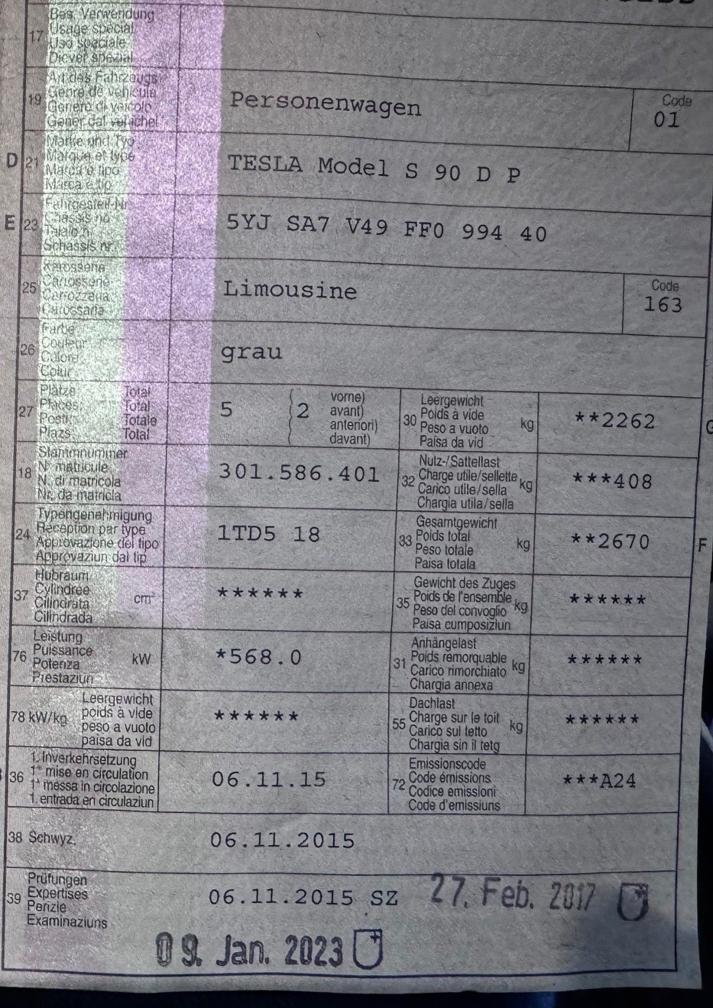 17 Bes. Verwendung
Usage spécial
Uso speciale
Diever spezial
19 Art des Fahrzeugs
Genre de véhicule
Genere di veicolo
Gener dal vehichel
Personenwagen
Code
01
D 21 Marke und Typ
Marque et type
Marca e tipo
Marca e tip
TESLA Model S 90 D P
E 23 Fahrgestell-Nr.
Châssis no
Telaio n.
Schassis nr.
5YJ SA7 V49 FF0 994 40
25 Karosserie
Carrosserie
Carrozzeria
Carossaria
Limousine
Code
163
26 Farbe
Couleur
Colore
Colur
grau
27 Plätze Total
Places Total
Posti Totale
Plazs Total
5 ( 2 vorne)
avant)
anteriori)
davant)
30 Leergewicht
Poids à vide
Peso a vuoto
Paisa da vid
kg
**2262
G
18 Stammnummer
N° matricule
N. di matricola
Nr. da matricla
301.586.401
32 Nutz-/Sattellast
Charge utile/sellette
Carico utile/sella
Chargia utila/sella
kg
***408
24 Typengenehmigung
Réception par type
Approvazione del tipo
Approvaziun dal tip
1TD5 18
33 Gesamtgewicht
Poids total
Peso totale
Paisa totala
kg
**2670
F
37 Hubraum
Cylindrée
Cilindrata
Cilindrada
cm³
******
35 Gewicht des Zuges
Poids de l'ensemble
Peso del convoglio
Paisa cumposiziun
kg
******
76 Leistung
Puissance
Potenza
Prestaziun
kW
*568.0
31 Anhängelast
Poids remorquable
Carico rimorchiato
Chargia annexa
kg
******
78 kW/kg Leergewicht
poids à vide
peso a vuoto
paisa da vid
******
55 Dachlast
Charge sur le toit
Carico sul tetto
Chargia sin il tetg
kg
******
36 1. Inverkehrsetzung
1re mise en circulation
1a messa in circolazione
1. entrada en circulaziun
06.11.15
72 Emissionscode
Code émissions
Codice emissioni
Code d'emissiuns
***A24
38 Schwyz,
06.11.2015
39 Prüfungen
Expertises
Perizie
Examinaziuns
06.11.2015 SZ 27. Feb. 2017
09. Jan. 2023